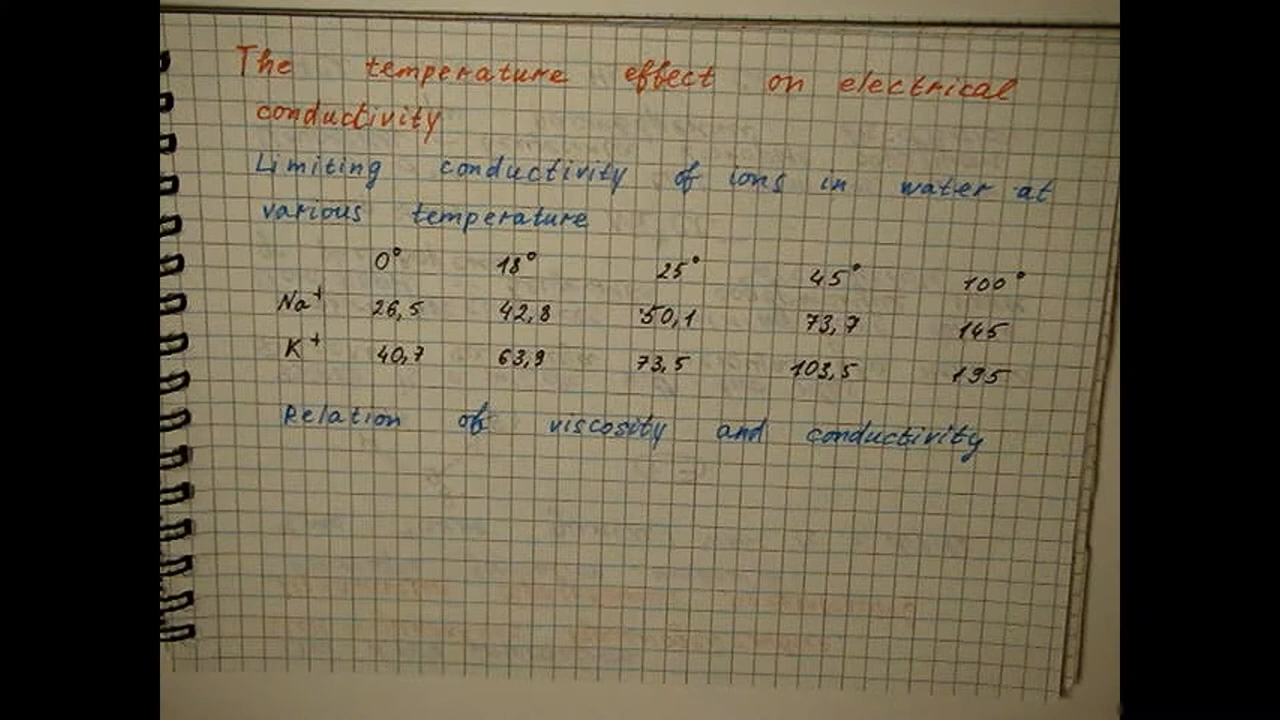 The temperature effect on electrical
conductivity
Limiting conductivity of ions in water at
various temperature
0° 18° 25° 45° 100°
Na+ 26,5 42,8 50,1 73,7 145
K+ 40,7 63,9 73,5 103,5 195
Relation of viscosity and conductivity